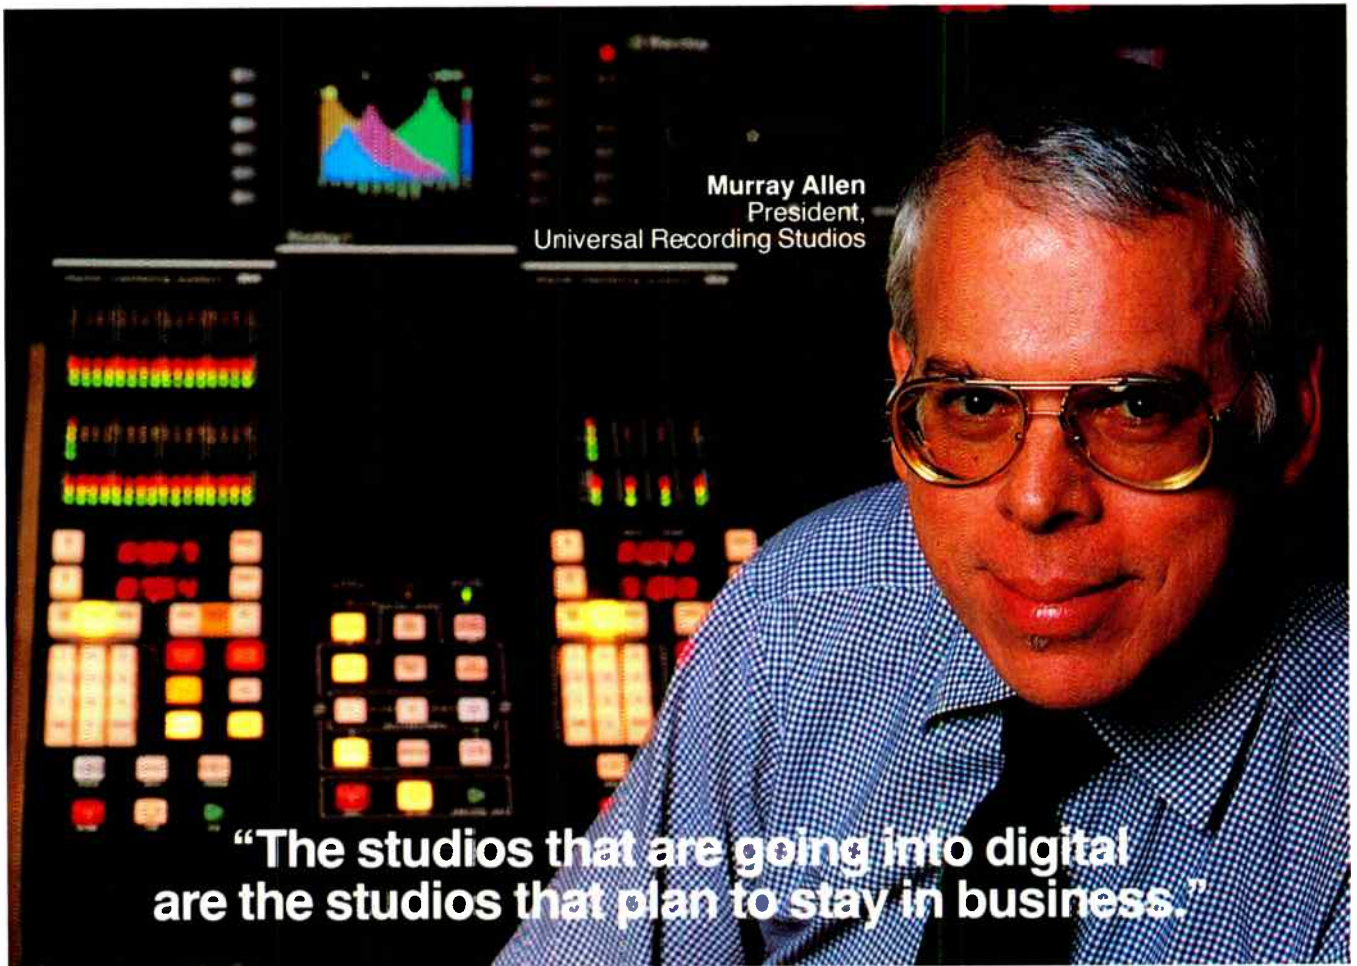 Murray Allen
President,
Universal Recording Studios
“The studios that are going into digital
are the studios that plan to stay in business.”